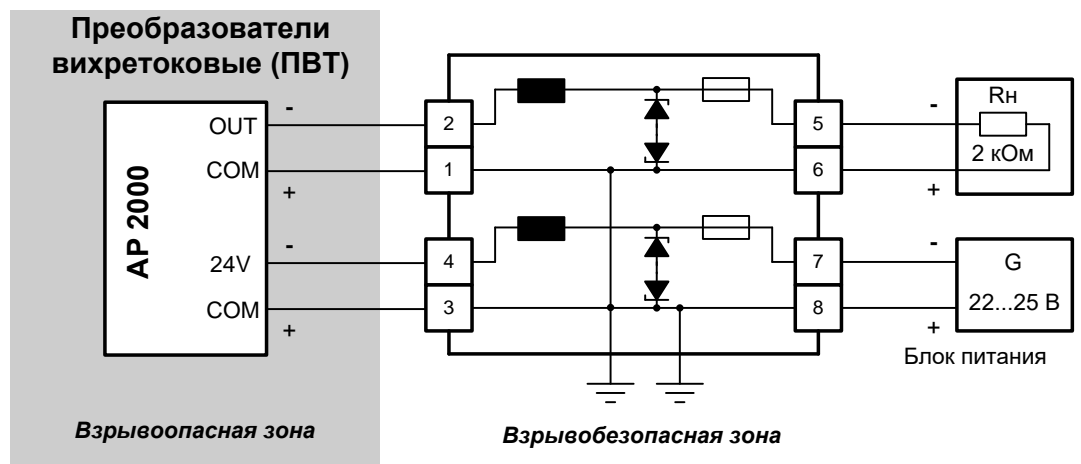 Преобразователи
вихретоковые (ПВТ)
AP 2000
OUT
-
COM
+
24V
-
COM
+
2
1
4
3
5
6
7
8
-
+
Rн
2 кОм
-
+
G
22...25 В
Блок питания
Взрывоопасная зона
Взрывобезопасная зона